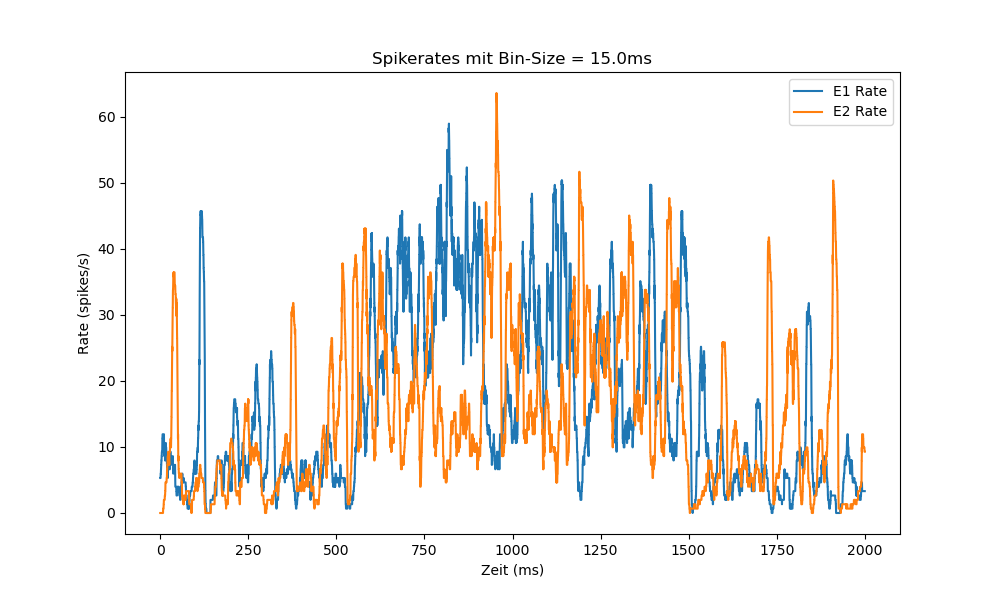 Spikerates mit Bin-Size = 15.0ms
E1 Rate
E2 Rate
Rate (spikes/s)
60
50
40
30
20
10
0
0 250 500 750 1000 1250 1500 1750 2000
Zeit (ms)